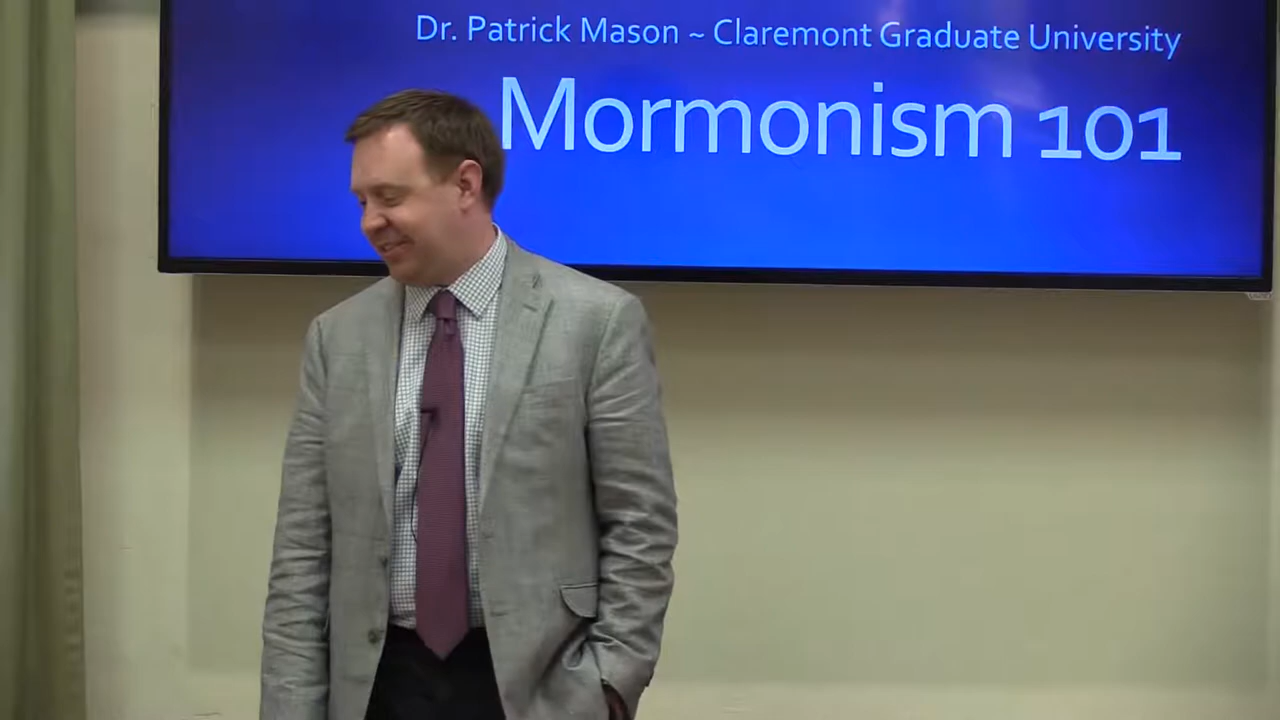 Dr. Patrick Mason ~ Claremont Graduate University
Mormonism 101